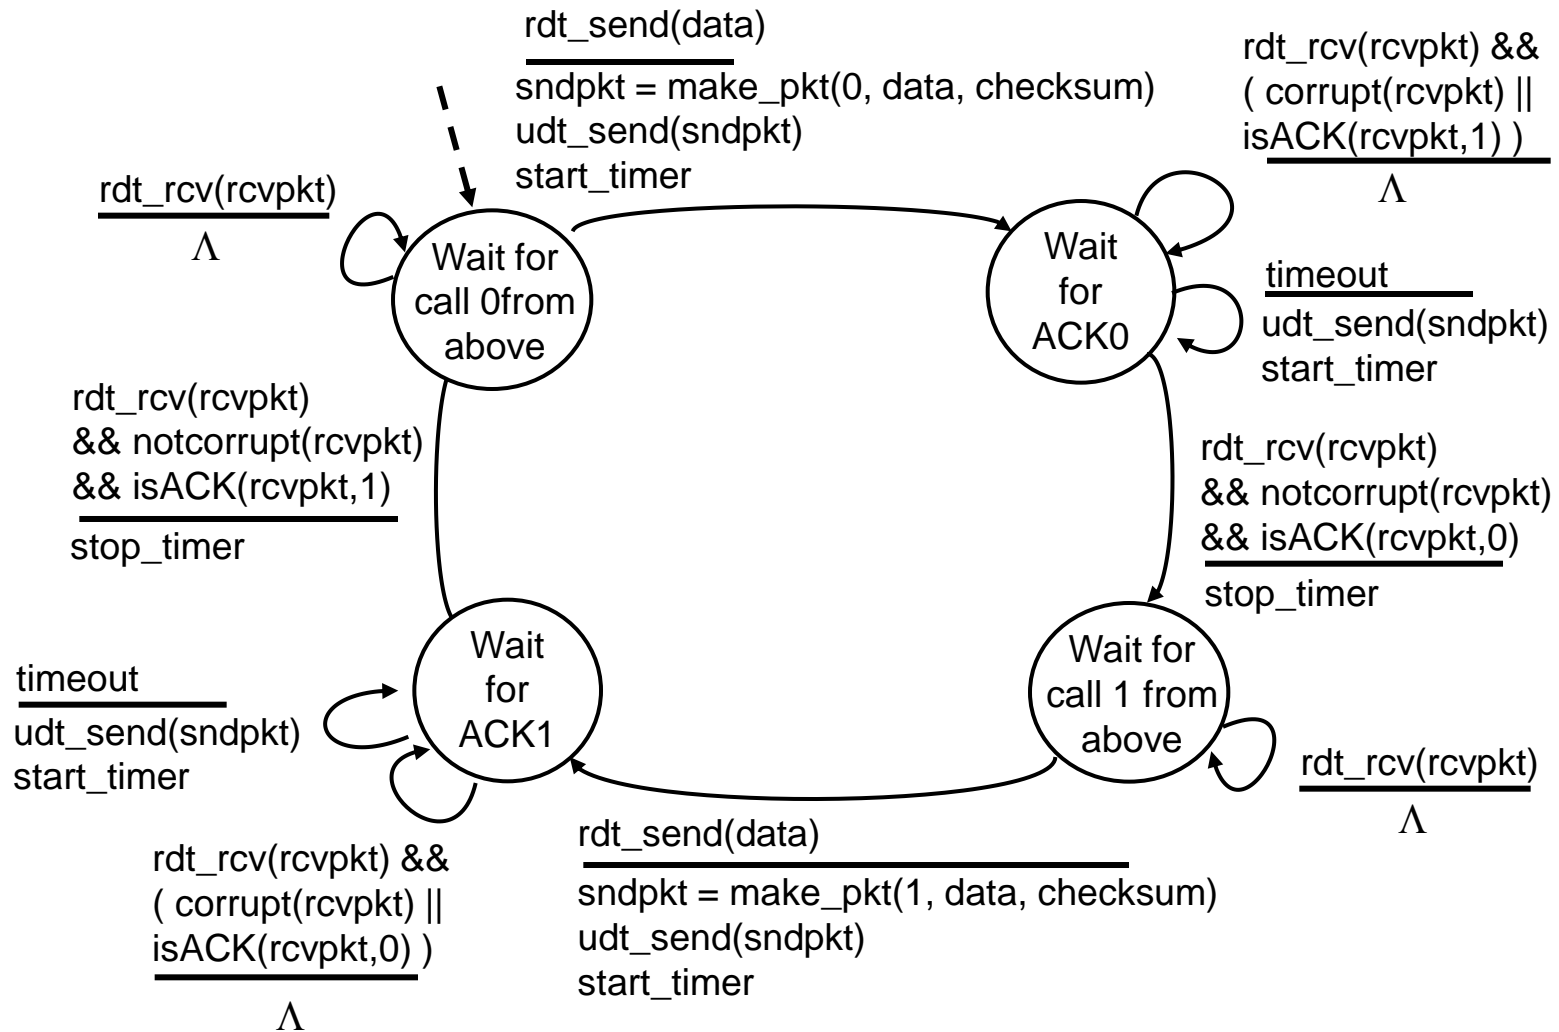 rdt_send(data)
sndpkt = make_pkt(0, data, checksum)
udt_send(sndpkt)
start_timer
rdt_rcv(rcvpkt) &&
( corrupt(rcvpkt) ||
isACK(rcvpkt,1) )
Λ
rdt_rcv(rcvpkt)
Λ
Wait for
call 0from
above
Wait
for
ACK0
timeout
udt_send(sndpkt)
start_timer
rdt_rcv(rcvpkt)
&& notcorrupt(rcvpkt)
&& isACK(rcvpkt,1)
stop_timer
rdt_rcv(rcvpkt)
&& notcorrupt(rcvpkt)
&& isACK(rcvpkt,0)
stop_timer
Wait
for
ACK1
Wait for
call 1 from
above
timeout
udt_send(sndpkt)
start_timer
rdt_rcv(rcvpkt)
Λ
rdt_rcv(rcvpkt) &&
( corrupt(rcvpkt) ||
isACK(rcvpkt,0) )
Λ
rdt_send(data)
sndpkt = make_pkt(1, data, checksum)
udt_send(sndpkt)
start_timer